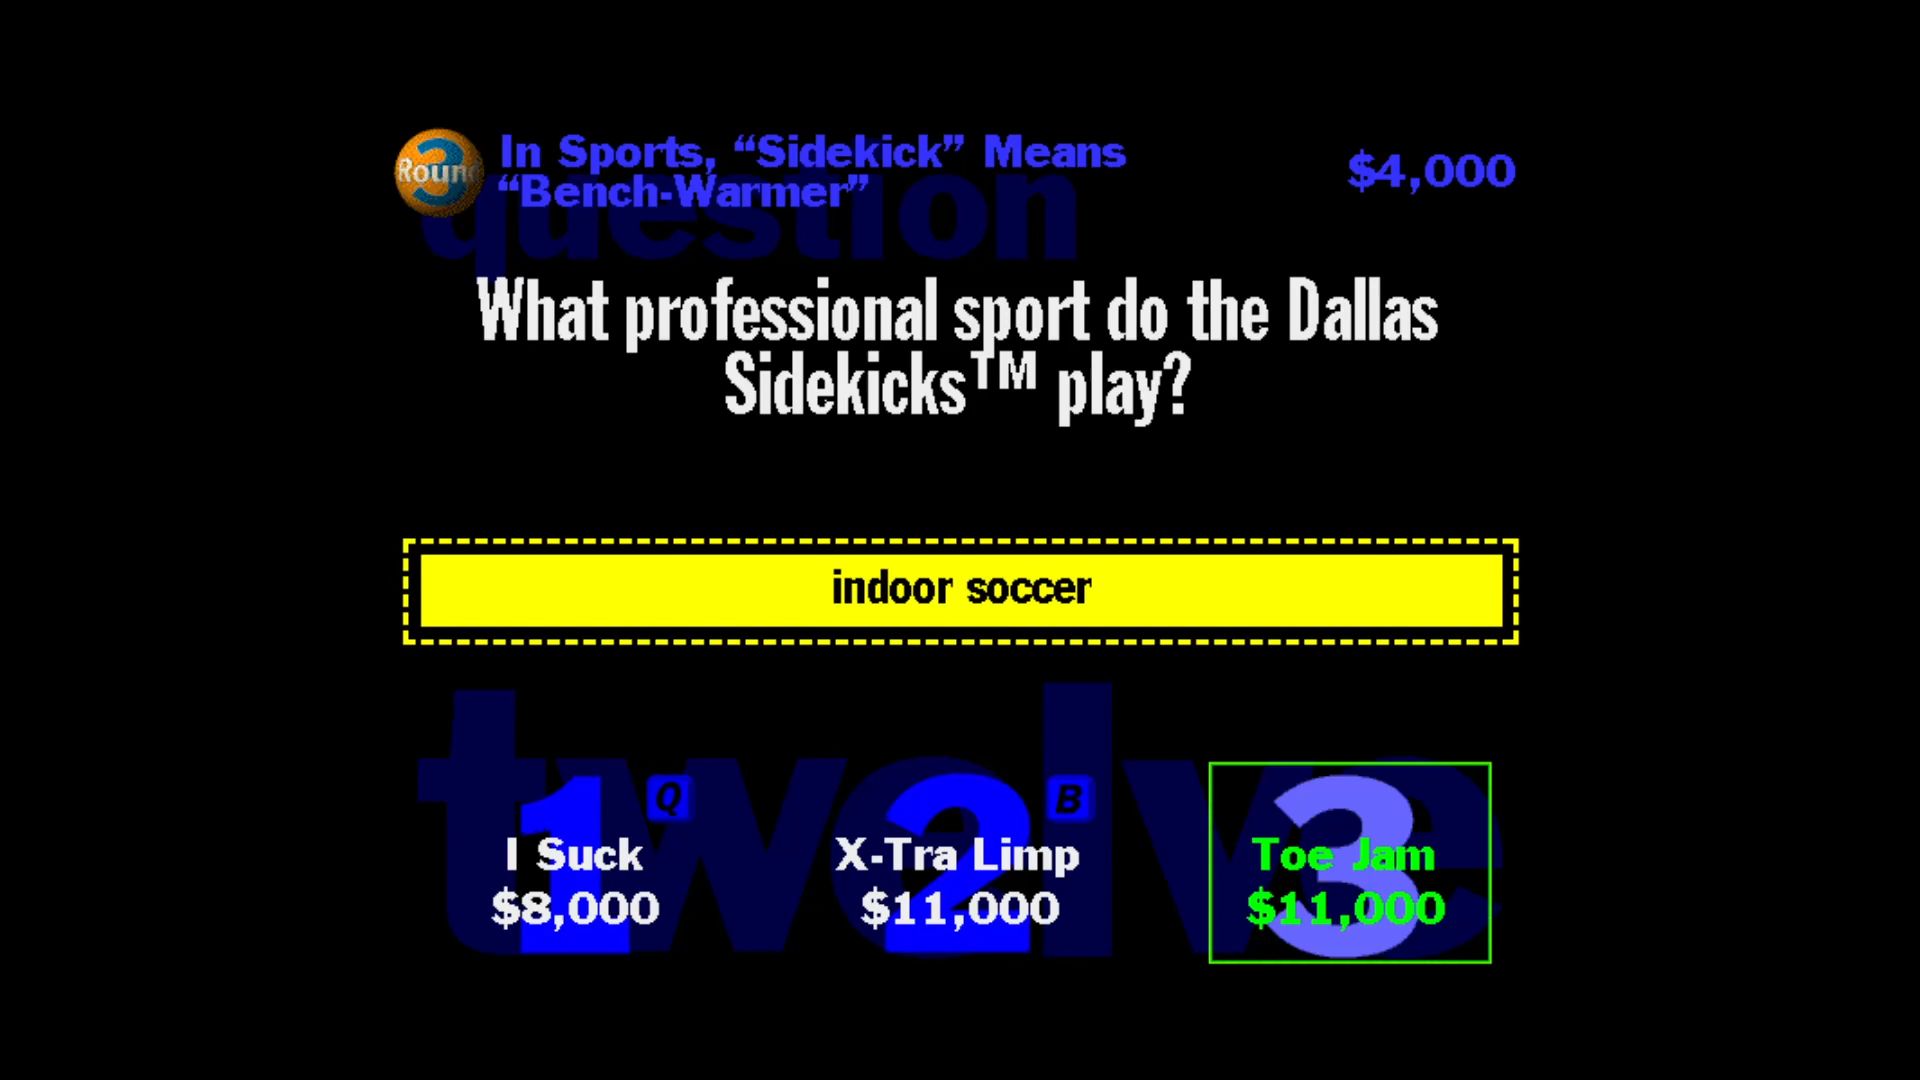 Round 3
In Sports, “Sidekick” Means
“Bench-Warmer”
$4,000
question
What professional sport do the Dallas
Sidekicks™ play?
indoor soccer
twelve
1 Q
I Suck
$8,000
2 B
X-Tra Limp
$11,000
3
Toe Jam
$11,000